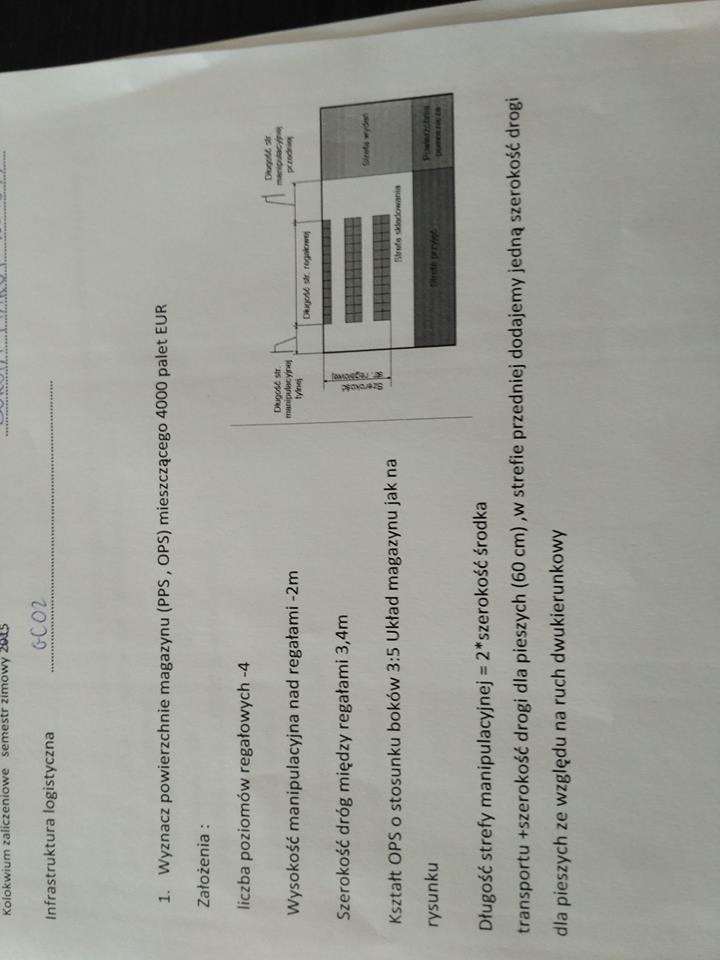 Kolokwium zaliczeniowe semestr zimowy 2015
Infrastruktura logistyczna GC02
1. Wyznacz powierzchnie magazynu (PPS , OPS) mieszczącego 4000 palet EUR
Założenia :
liczba poziomów regałowych -4
Wysokość manipulacyjna nad regałami -2m
Szerokość dróg między regałami 3,4m
Kształt OPS o stosunku boków 3:5 Układ magazynu jak na
rysunku
Długość strefy manipulacyjnej = 2*szerokość środka
transportu +szerokość drogi dla pieszych (60 cm) ,w strefie przedniej dodajemy jedną szerokość drogi
dla pieszych ze względu na ruch dwukierunkowy
Długość str.
manipulacyjnej
tylnej
Długość str.
manipulacyjnej
przedniej
Długość str. regałowej
Szerokość
str. regałowej
Strefa wydań
Strefa składowania
Strefa przyjęć
Powierzchnia
pomocnicza